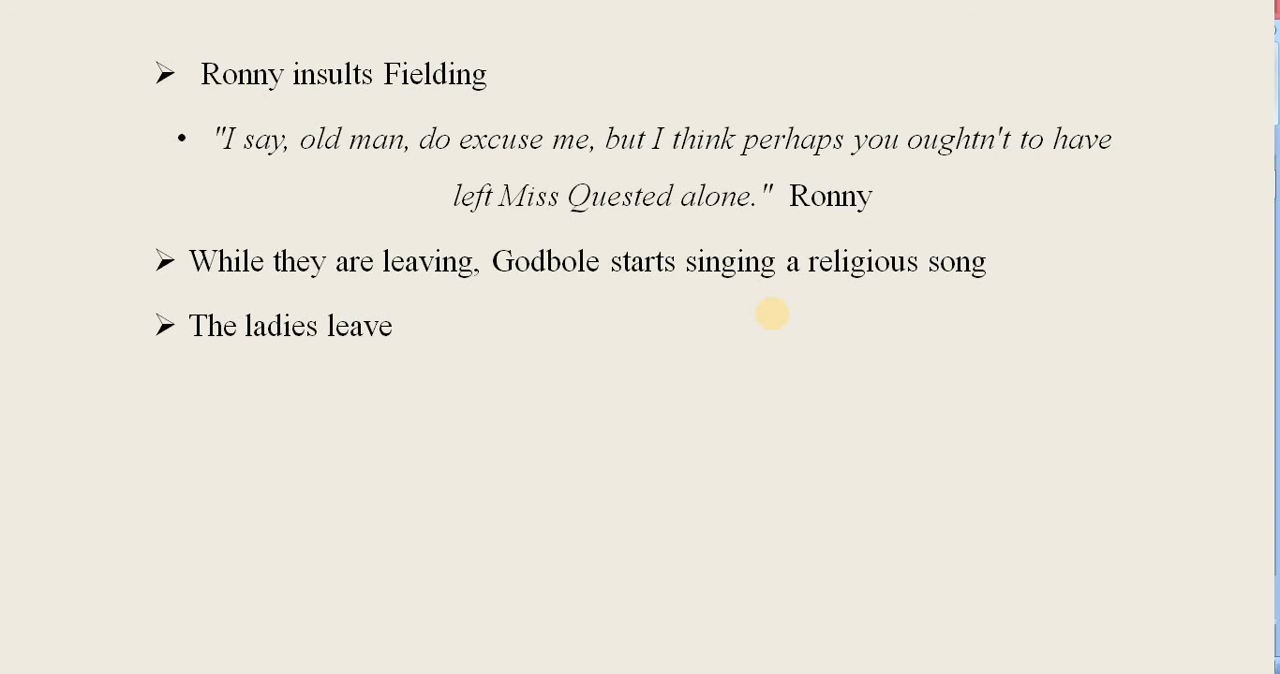 ➢ Ronny insults Fielding
• "I say, old man, do excuse me, but I think perhaps you oughtn't to have
left Miss Quested alone." Ronny
➢ While they are leaving, Godbole starts singing a religious song
➢ The ladies leave